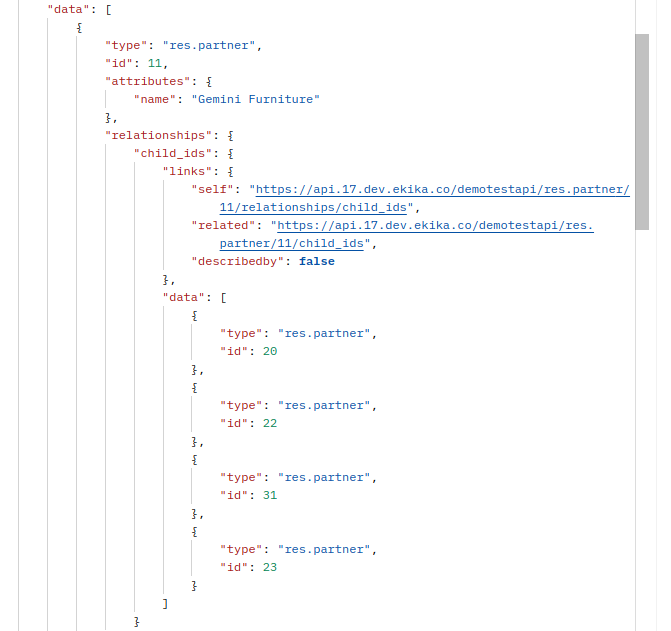 "data": [
{
"type": "res.partner",
"id": 11,
"attributes": {
"name": "Gemini Furniture"
},
"relationships": {
"child_ids": {
"links": {
"self": "https://api.17.dev.ekika.co/demotestapi/res.partner/
11/relationships/child_ids",
"related": "https://api.17.dev.ekika.co/demotestapi/res.
partner/11/child_ids",
"describedby": false
},
"data": [
{
"type": "res.partner",
"id": 20
},
{
"type": "res.partner",
"id": 22
},
{
"type": "res.partner",
"id": 31
},
{
"type": "res.partner",
"id": 23
}
]
}